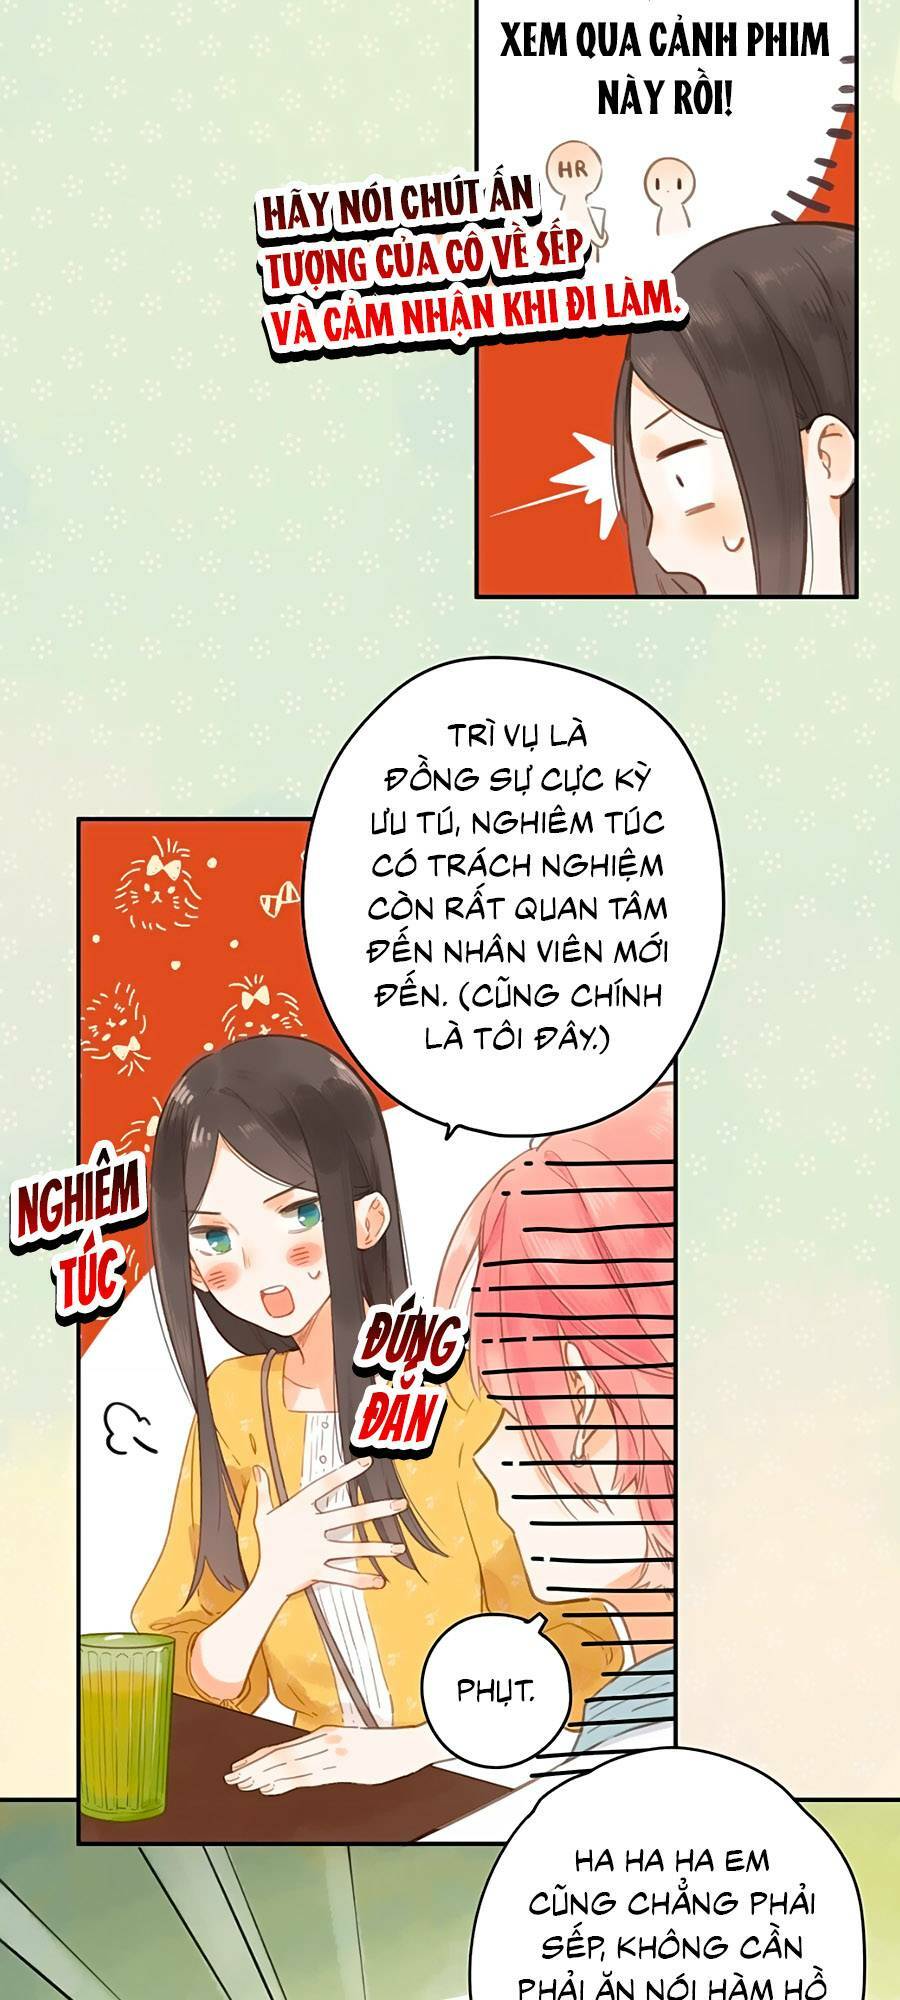 XEM QUA CẢNH PHIM
NÀY RỒI!
HR
HÃY NÓI CHÚT ẤN
TƯỢNG CỦA CÔ VỀ SẾP
VÀ CẢM NHẬN KHI ĐI LÀM.
TRÌ VỤ LÀ
ĐỒNG SỰ CỰC KỲ
ƯU TÚ, NGHIÊM TÚC
CÓ TRÁCH NGHIỆM
CÒN RẤT QUAN TÂM
ĐẾN NHÂN VIÊN MỚI
ĐẾN. (CŨNG CHÍNH
LÀ TÔI ĐÂY.)
NGHIÊM
TÚC
ĐÚNG
ĐẮN
PHỤT.
HA HA HA EM
CŨNG CHẲNG PHẢI
SẾP, KHÔNG CẦN
PHẢI ĂN NÓI HÀM HỒ